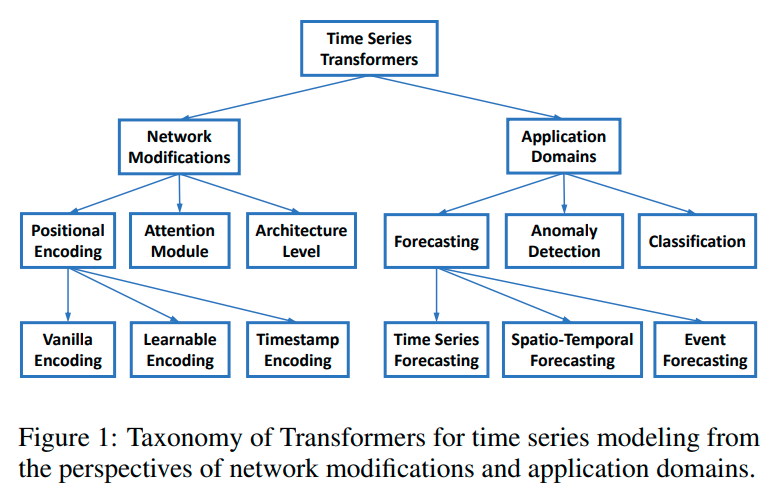 Time Series
Transformers
Network
Modifications
Application
Domains
Positional
Encoding
Attention
Module
Architecture
Level
Forecasting
Anomaly
Detection
Classification
Vanilla
Encoding
Learnable
Encoding
Timestamp
Encoding
Time Series
Forecasting
Spatio-Temporal
Forecasting
Event
Forecasting
Figure 1: Taxonomy of Transformers for time series modeling from
the perspectives of network modifications and application domains.